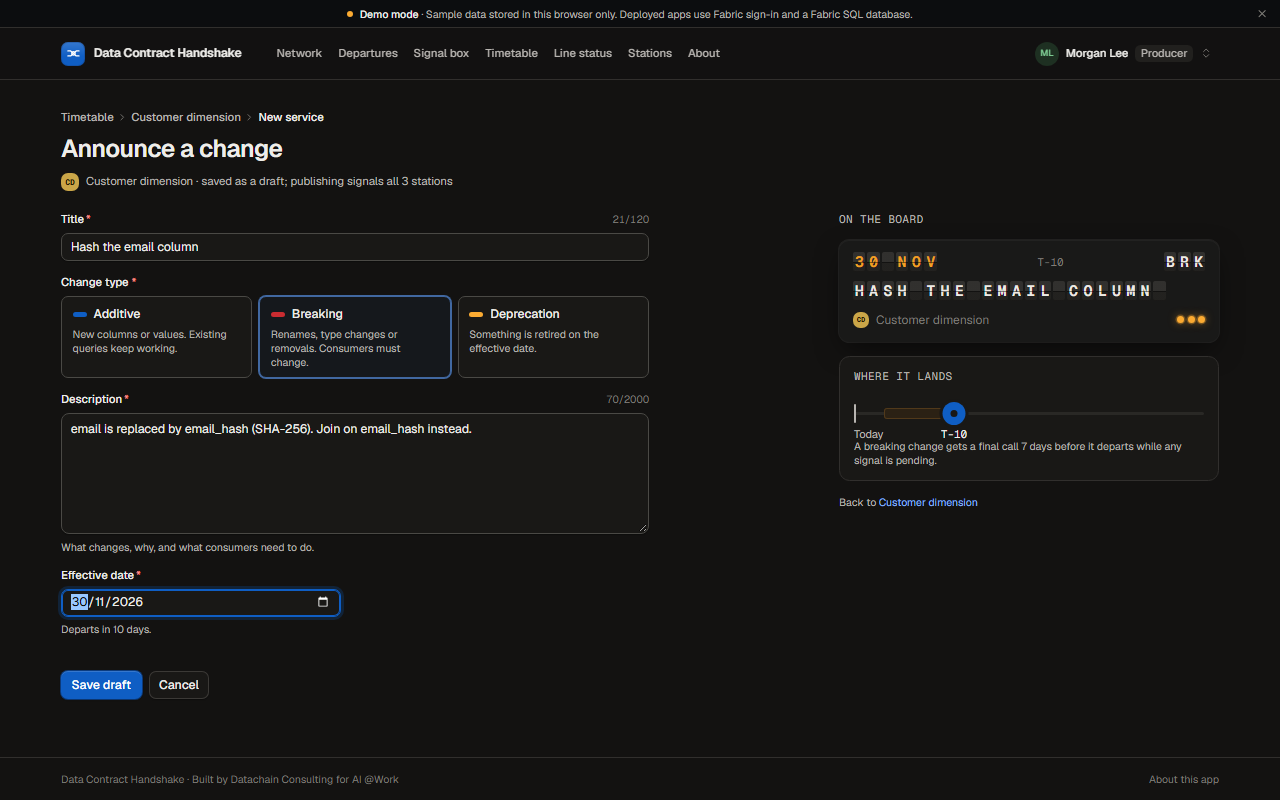 Demo mode · Sample data stored in this browser only. Deployed apps use Fabric sign-in and a Fabric SQL database.
Data Contract Handshake
Network
Departures
Signal box
Timetable
Line status
Stations
About
ML
Morgan Lee
Producer
Timetable > Customer dimension > New service
Announce a change
CD Customer dimension · saved as a draft; publishing signals all 3 stations
Title *
21/120
Hash the email column
Change type *
Additive
New columns or values. Existing
queries keep working.
Breaking
Renames, type changes or
removals. Consumers must
change.
Deprecation
Something is retired on the
effective date.
Description *
70/2000
email is replaced by email_hash (SHA-256). Join on email_hash instead.
What changes, why, and what consumers need to do.
Effective date *
30/11/2026
Departs in 10 days.
Save draft
Cancel
ON THE BOARD
30 NOV
T-10
BRK
HASH THE EMAIL COLUMN
CD Customer dimension
WHERE IT LANDS
Today
T-10
A breaking change gets a final call 7 days before it departs while any
signal is pending.
Back to Customer dimension
Data Contract Handshake · Built by Datachain Consulting for AI @Work
About this app